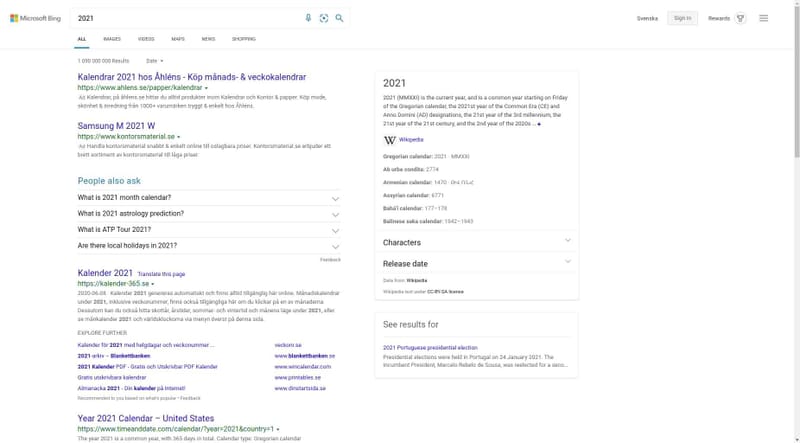 Microsoft Bing
2021
Svenska
Sign in
Rewards
ALL
IMAGES
VIDEOS
MAPS
NEWS
SHOPPING
1 090 000 000 Results
Date
Kalendrar 2021 hos Åhléns - Köp månads- & veckokalendrar
https://www.ahlens.se/papper/kalendrar
Ad Kalendrar, på åhlens.se hittar du alltid produkter inom Kalendrar och Kontor & papper. Köp mode,
skönhet & inredning från 1000+ varumärken tryggt & enkelt hos Åhléns.
Samsung M 2021 W
https://www.kontorsmaterial.se
Ad Handla kontorsmaterial snabbt & enkelt online till oslagbara priser. Kontorsmaterial.se erbjuder ett
brett sortiment av kontorsmaterial till låga priser.
People also ask
What is 2021 month calendar?
What is 2021 astrology prediction?
What is ATP Tour 2021?
Are there local holidays in 2021?
Feedback
Kalender 2021 Translate this page
https://kalender-365.se
2020-06-08 · Kalender 2021 genereras automatiskt och finns alltid tillgänglig här online. Månadskalendrar
under 2021, inklusive veckonummer, finns också tillgängliga här om du klickar på en av månaderna.
Dessutom kan du också hitta skottår, årstider, sommar- och vintertid och månens läge under 2021, eller
se månkalender 2021 och världsklockorna via menyn överst på denna sida.
EXPLORE FURTHER
Kalender för 2021 med helgdagar och veckonummer ...
veckonr.se
2021-arkiv – Blankettbanken
www.blankettbanken.se
2021 Kalender PDF - Gratis och Utskrivbar PDF Kalender
www.wincalendar.com
Gratis utskrivbara kalendrar
www.printables.se
Almanacka 2021 - Din kalender på Internet!
www.dinstartsida.se
Recommended to you based on what's popular • Feedback
Year 2021 Calendar – United States
https://www.timeanddate.com/calendar/?year=2021&country=1
The year 2021 is a common year, with 365 days in total. Calendar type: Gregorian calendar
2021
2021 (MMXXI) is the current year, and is a common year starting on Friday
of the Gregorian calendar, the 2021st year of the Common Era (CE) and
Anno Domini (AD) designations, the 21st year of the 3rd millennium, the
21st year of the 21st century, and the 2nd year of the 2020s ...
W Wikipedia
Gregorian calendar: 2021 · MMXXI
Ab urbe condita: 2774
Armenian calendar: 1470 ·
Assyrian calendar: 6771
Bahá'í calendar: 177–178
Balinese saka calendar: 1942–1943
Characters
Release date
Data from: Wikipedia
Wikipedia text under CC-BY-SA license
See results for
2021 Portuguese presidential election
Presidential elections were held in Portugal on 24 January 2021. The
incumbent President, Marcelo Rebelo de Sousa, was reelected for a seco...